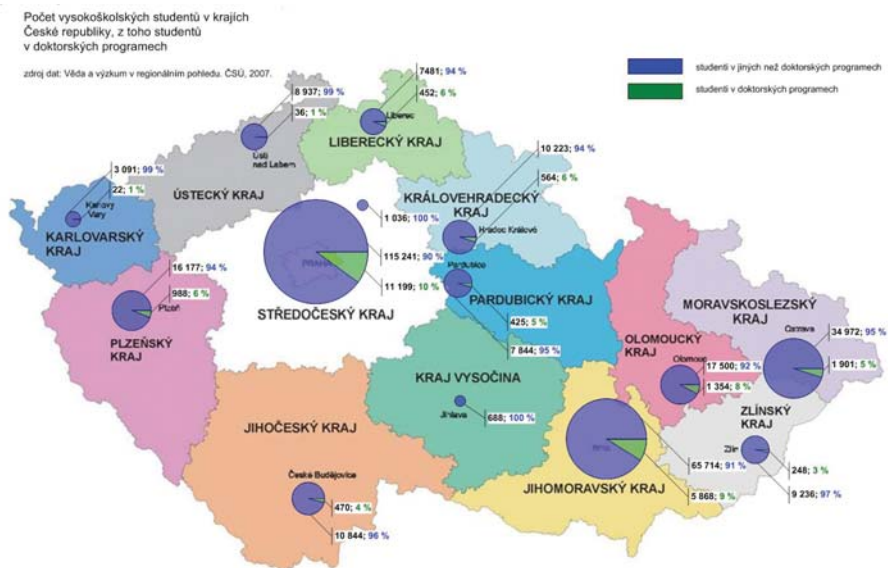 Počet vysokoškolských studentů v krajích
České republiky, z toho studentů
v doktorských programech
zdroj dat: Věda a výzkum v regionálním pohledu. ČSÚ, 2007.
studenti v jiných než doktorských programech
studenti v doktorských programech
7481; 94 %
452; 6 %
Liberec
LIBERECKÝ KRAJ
8 937; 99 %
36; 1 %
Ústí
nad Labem
ÚSTECKÝ KRAJ
3 091; 99 %
22; 1 %
Karlovy
Vary
KARLOVARSKÝ
KRAJ
10 223; 94 %
564; 6 %
KRÁLOVEHRADECKÝ
KRAJ
Hradec Králové
1 036; 100 %
115 241; 90 %
11 199; 10 %
PRAHA
STŘEDOČESKÝ KRAJ
16 177; 94 %
988; 6 %
Plzeň
PLZEŇSKÝ
KRAJ
Pardubice
PARDUBICKÝ KRAJ
425; 5 %
7 844; 95 %
MORAVSKOSLEZSKÝ
KRAJ
Ostrava
34 972; 95 %
1 901; 5 %
OLOMOUCKÝ
KRAJ
Olomouc
17 500; 92 %
1 354; 8 %
KRAJ VYSOČINA
Jihlava
688; 100 %
ZLÍNSKÝ
KRAJ
Zlín
248; 3 %
9 236; 97 %
JIHOČESKÝ KRAJ
České Budějovice
470; 4 %
10 844; 96 %
Brno
65 714; 91 %
5 868; 9 %
JIHOMORAVSKÝ KRAJ